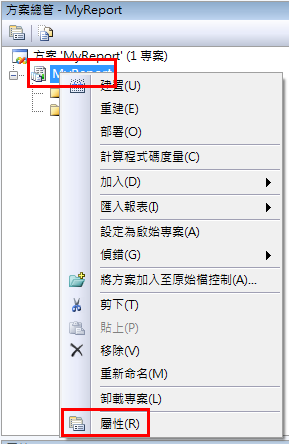 方案總管 - MyReport
方案 'MyReport' (1 專案)
MyReport
建置(U)
重建(E)
部署(O)
計算程式碼度量(C)
加入(D)
匯入報表(I)
設定為啟始專案(A)
偵錯(G)
將方案加入至原始檔控制(A)...
剪下(T)
貼上(P)
移除(V)
重新命名(M)
卸載專案(L)
屬性(R)